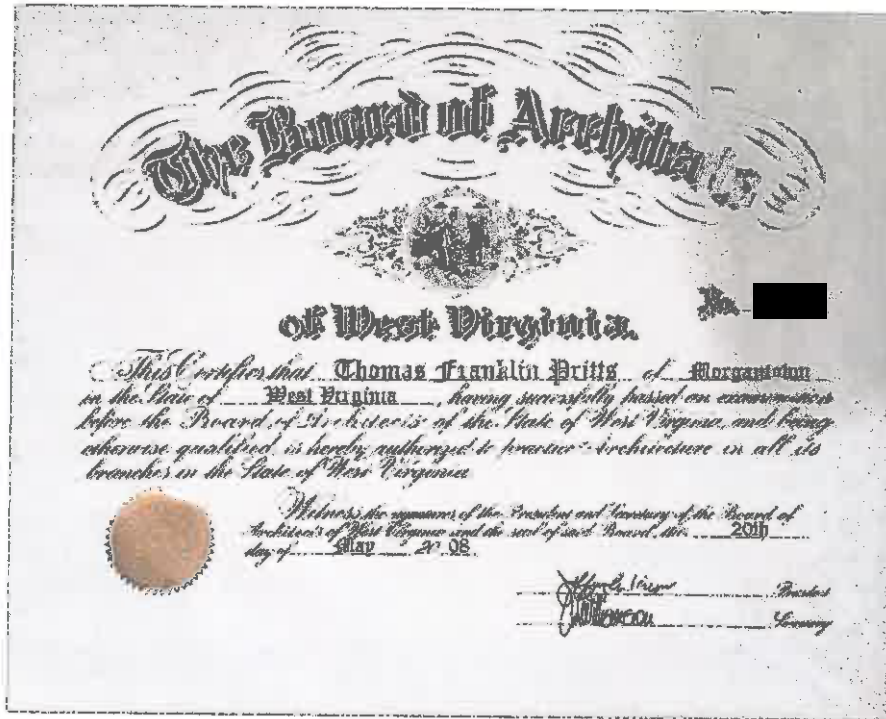 The Board of Architects
of West Virginia.
No.
This Certifies that Thomas Franklin Pritts of Morgantown
in the State of West Virginia, having successfully passed an examination
before the Board of Architects of the State of West Virginia, and being
otherwise qualified, is hereby authorized to practice Architecture in all its
branches in the State of West Virginia
Witness the signatures of the President and Secretary of the Board of
Architects of West Virginia and the seal of said Board, this 20th
day of May 20 08
President
Secretary